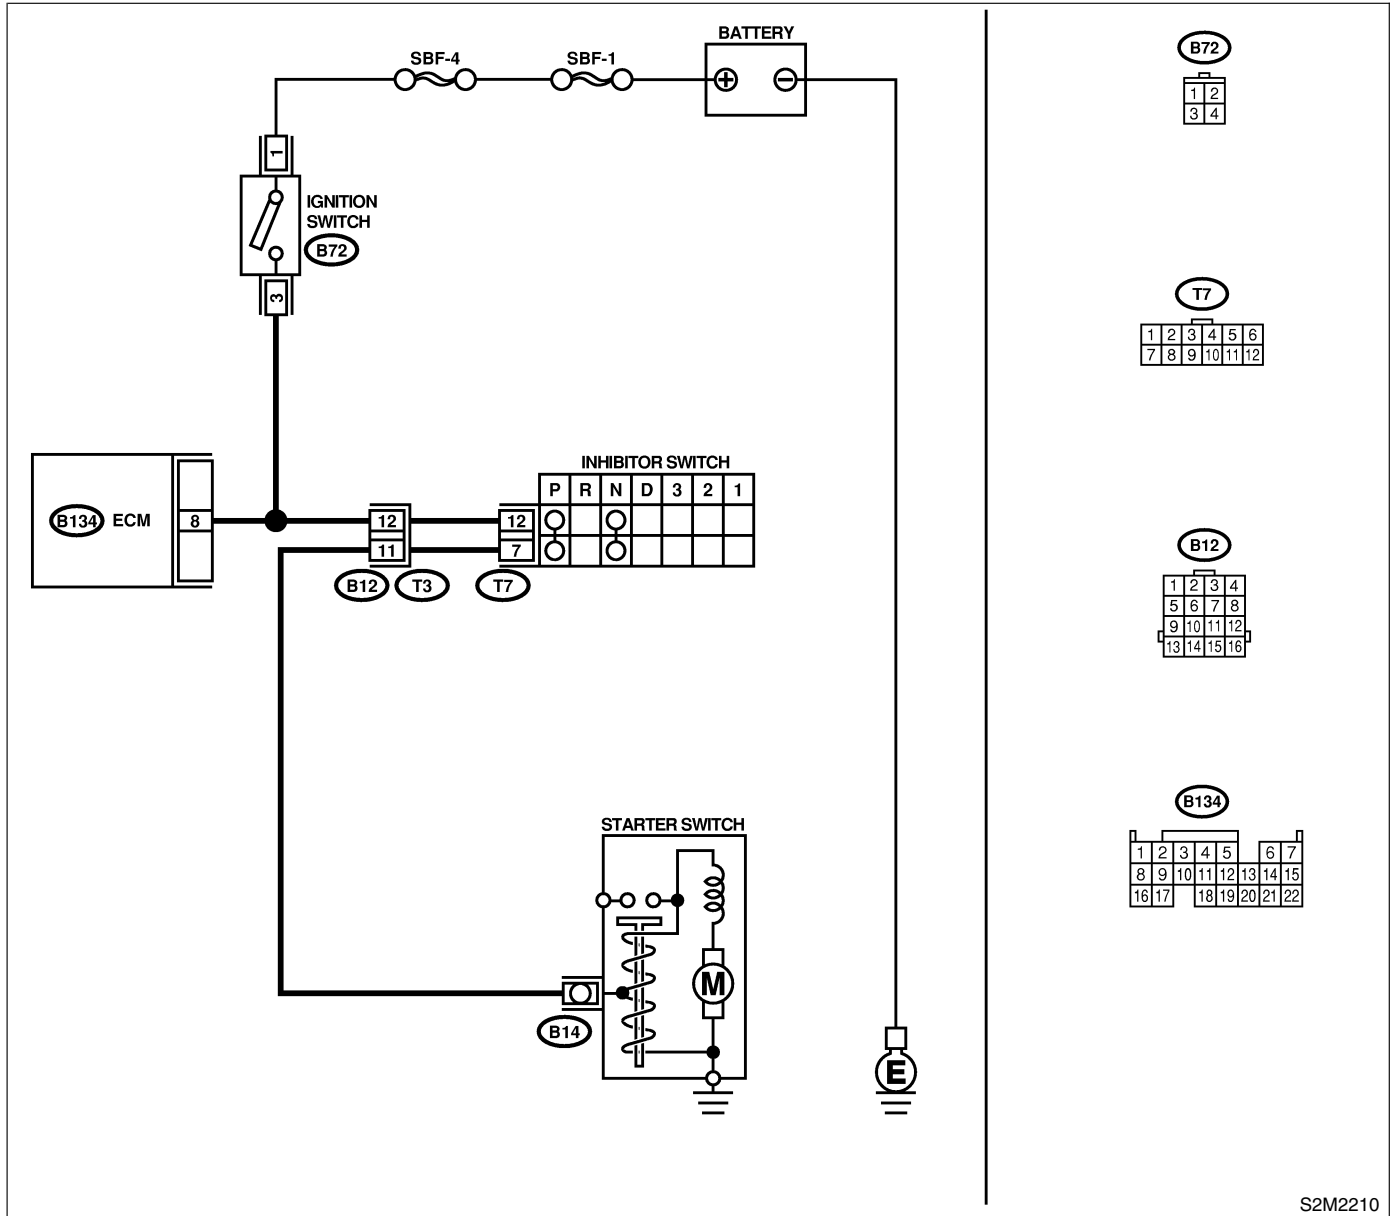 BATTERY
SBF-4
SBF-1
+
−
1
IGNITION
SWITCH
B72
3
INHIBITOR SWITCH
P R N D 3 2 1
B134 ECM 8
12 12
11 7
B12 T3 T7
STARTER SWITCH
M
B14
E
B72
1 2
3 4
T7
1 2 3 4 5 6
7 8 9 10 11 12
B12
1 2 3 4
5 6 7 8
9 10 11 12
13 14 15 16
B134
1 2 3 4 5 6 7
8 9 10 11 12 13 14 15
16 17 18 19 20 21 22
S2M2210